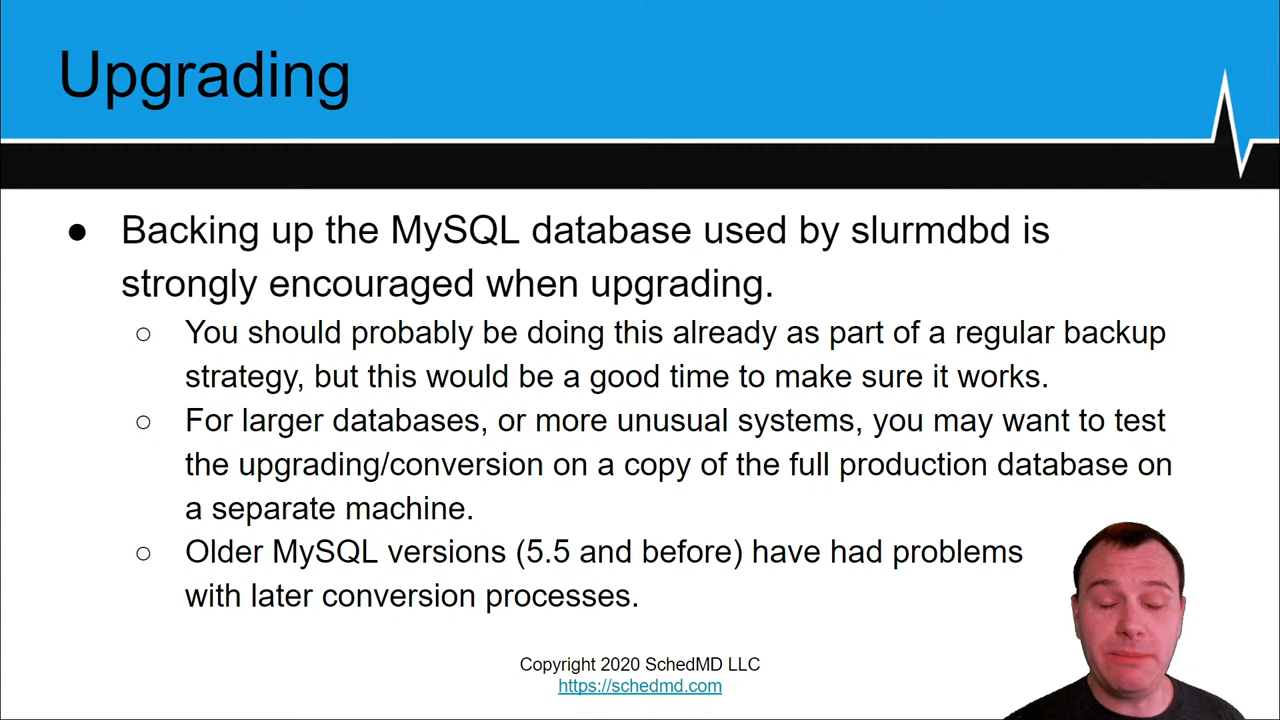 Upgrading
● Backing up the MySQL database used by slurmdbd is
strongly encouraged when upgrading.
○ You should probably be doing this already as part of a regular backup
strategy, but this would be a good time to make sure it works.
○ For larger databases, or more unusual systems, you may want to test
the upgrading/conversion on a copy of the full production database on
a separate machine.
○ Older MySQL versions (5.5 and before) have had problems
with later conversion processes.
Copyright 2020 SchedMD LLC
https://schedmd.com